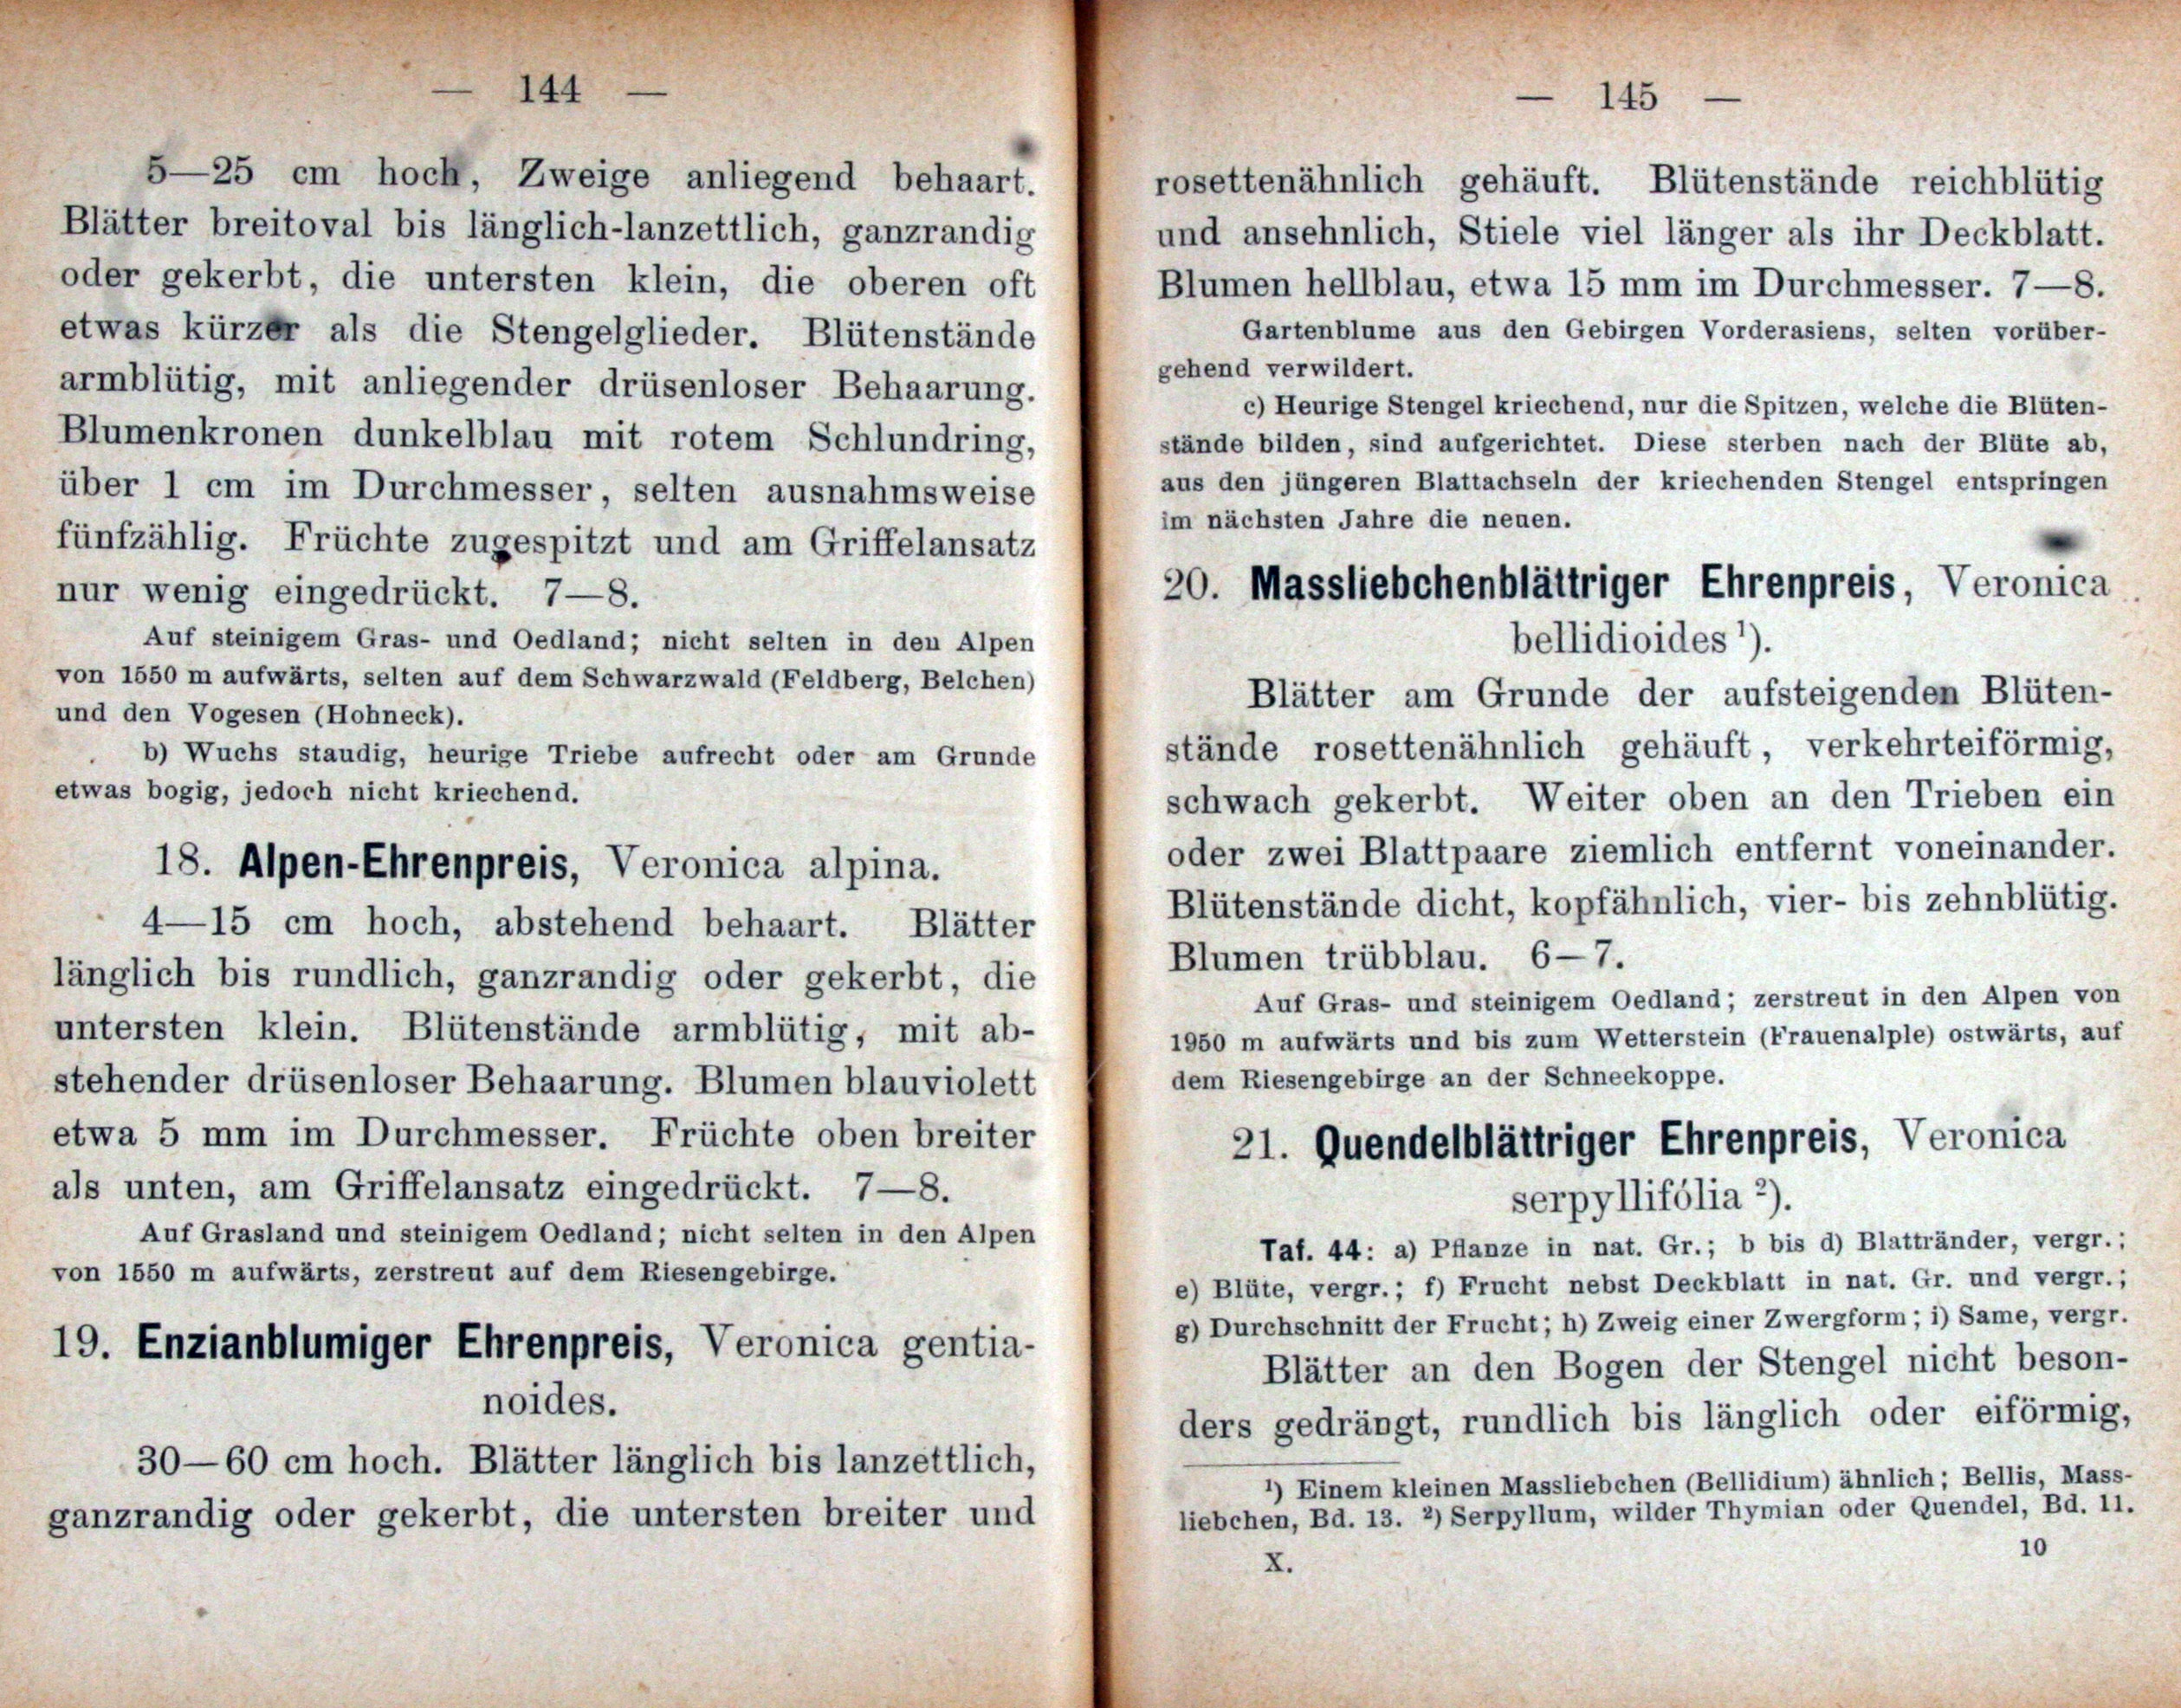 — 144 —
5—25 cm hoch, Zweige anliegend behaart.
Blätter breitoval bis länglich-lanzettlich, ganzrandig
oder gekerbt, die untersten klein, die oberen oft
etwas kürzer als die Stengelglieder. Blütenstände
armblütig, mit anliegender drüsenloser Behaarung.
Blumenkronen dunkelblau mit rotem Schlundring,
über 1 cm im Durchmesser, selten ausnahmsweise
fünfzählig. Früchte zugespitzt und am Griffelansatz
nur wenig eingedrückt. 7—8.
Auf steinigem Gras- und Oedland; nicht selten in den Alpen
von 1550 m aufwärts, selten auf dem Schwarzwald (Feldberg, Belchen)
und den Vogesen (Hohneck).
b) Wuchs staudig, heurige Triebe aufrecht oder am Grunde
etwas bogig, jedoch nicht kriechend.
18. Alpen-Ehrenpreis, Veronica alpina.
4—15 cm hoch, abstehend behaart. Blätter
länglich bis rundlich, ganzrandig oder gekerbt, die
untersten klein. Blütenstände armblütig, mit ab-
stehender drüsenloser Behaarung. Blumen blauviolett
etwa 5 mm im Durchmesser. Früchte oben breiter
als unten, am Griffelansatz eingedrückt. 7—8.
Auf Grasland und steinigem Oedland; nicht selten in den Alpen
von 1550 m aufwärts, zerstreut auf dem Riesengebirge.
19. Enzianblumiger Ehrenpreis, Veronica gentia-
noides.
30—60 cm hoch. Blätter länglich bis lanzettlich,
ganzrandig oder gekerbt, die untersten breiter und
— 145 —
rosettenähnlich gehäuft. Blütenstände reichblütig
und ansehnlich, Stiele viel länger als ihr Deckblatt.
Blumen hellblau, etwa 15 mm im Durchmesser. 7—8.
Gartenblume aus den Gebirgen Vorderasiens, selten vorüber-
gehend verwildert.
c) Heurige Stengel kriechend, nur die Spitzen, welche die Blüten-
stände bilden, sind aufgerichtet. Diese sterben nach der Blüte ab,
aus den jüngeren Blattachseln der kriechenden Stengel entspringen
im nächsten Jahre die neuen.
20. Massliebchenblättriger Ehrenpreis, Veronica
bellidioides ¹).
Blätter am Grunde der aufsteigenden Blüten-
stände rosettenähnlich gehäuft, verkehrteiförmig,
schwach gekerbt. Weiter oben an den Trieben ein
oder zwei Blattpaare ziemlich entfernt voneinander.
Blütenstände dicht, kopfähnlich, vier- bis zehnblütig.
Blumen trübblau. 6—7.
Auf Gras- und steinigem Oedland; zerstreut in den Alpen von
1950 m aufwärts und bis zum Wetterstein (Frauenalple) ostwärts, auf
dem Riesengebirge an der Schneekoppe.
21. Quendelblättriger Ehrenpreis, Veronica
serpyllifólia ²).
Taf. 44: a) Pflanze in nat. Gr.; b bis d) Blattränder, vergr.;
e) Blüte, vergr.; f) Frucht nebst Deckblatt in nat. Gr. und vergr.;
g) Durchschnitt der Frucht; h) Zweig einer Zwergform; i) Same, vergr.
Blätter an den Bogen der Stengel nicht beson-
ders gedrängt, rundlich bis länglich oder eiförmig,
¹) Einem kleinen Massliebchen (Bellidium) ähnlich; Bellis, Mass-
liebchen, Bd. 13. ²) Serpyllum, wilder Thymian oder Quendel, Bd. 11.
X. 10